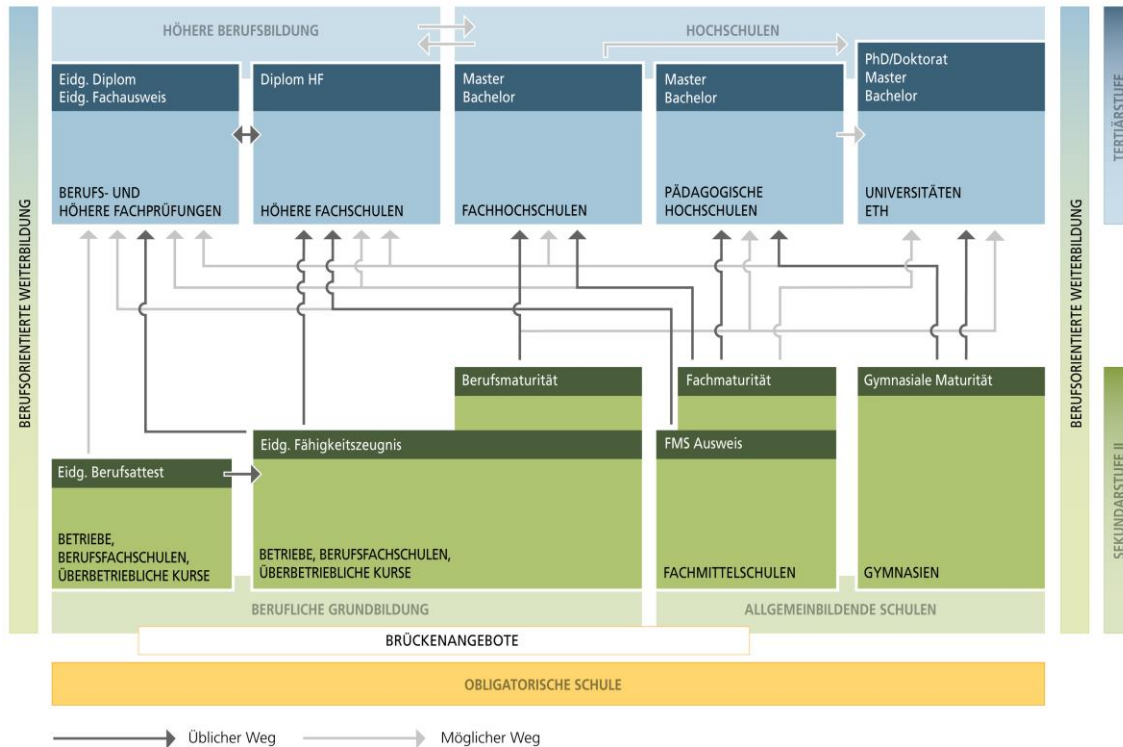 HÖHERE BERUFSBILDUNG
HOCHSCHULEN
Eidg. Diplom
Eidg. Fachausweis
Diplom HF
Master
Bachelor
Master
Bachelor
PhD/Doktorat
Master
Bachelor
BERUFS- UND
HÖHERE FACHPRÜFUNGEN
HÖHERE FACHSCHULEN
FACHHOCHSCHULEN
PÄDAGOGISCHE
HOCHSCHULEN
UNIVERSITÄTEN
ETH
BERUFSORIENTIERTE WEITERBILDUNG
BERUFSORIENTIERTE WEITERBILDUNG
TERTIÄRSTUFE
Berufsmaturität
Fachmaturität
Gymnasiale Maturität
Eidg. Fähigkeitszeugnis
FMS Ausweis
Eidg. Berufsattest
BETRIEBE,
BERUFSFACHSCHULEN,
ÜBERBETRIEBLICHE KURSE
BETRIEBE, BERUFSFACHSCHULEN,
ÜBERBETRIEBLICHE KURSE
FACHMITTELSCHULEN
GYMNASIEN
SEKUNDARSTUFE II
BERUFLICHE GRUNDBILDUNG
ALLGEMEINBILDENDE SCHULEN
BRÜCKENANGEBOTE
OBLIGATORISCHE SCHULE
Üblicher Weg
Möglicher Weg